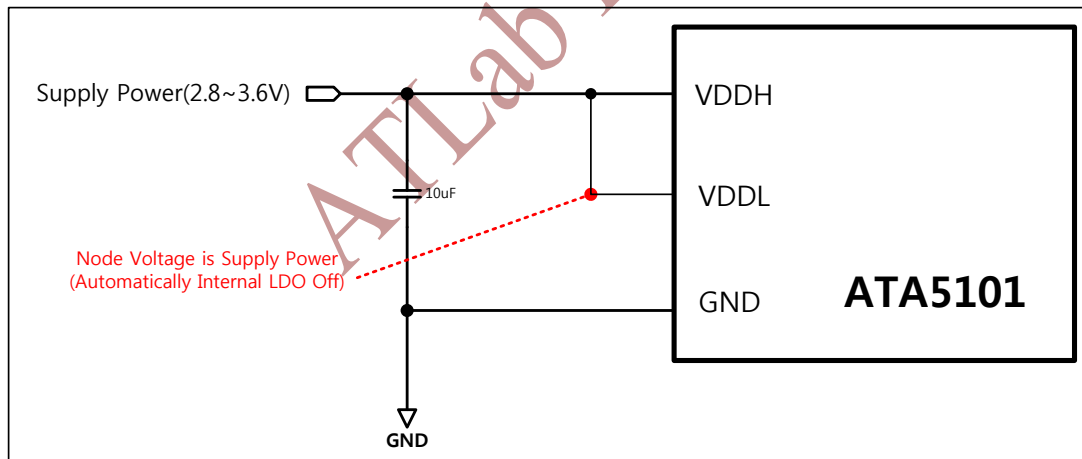 ATLab
Supply Power(2.8~3.6V)
VDDH
10uF
VDDL
Node Voltage is Supply Power
(Automatically Internal LDO Off)
GND
ATA5101
GND